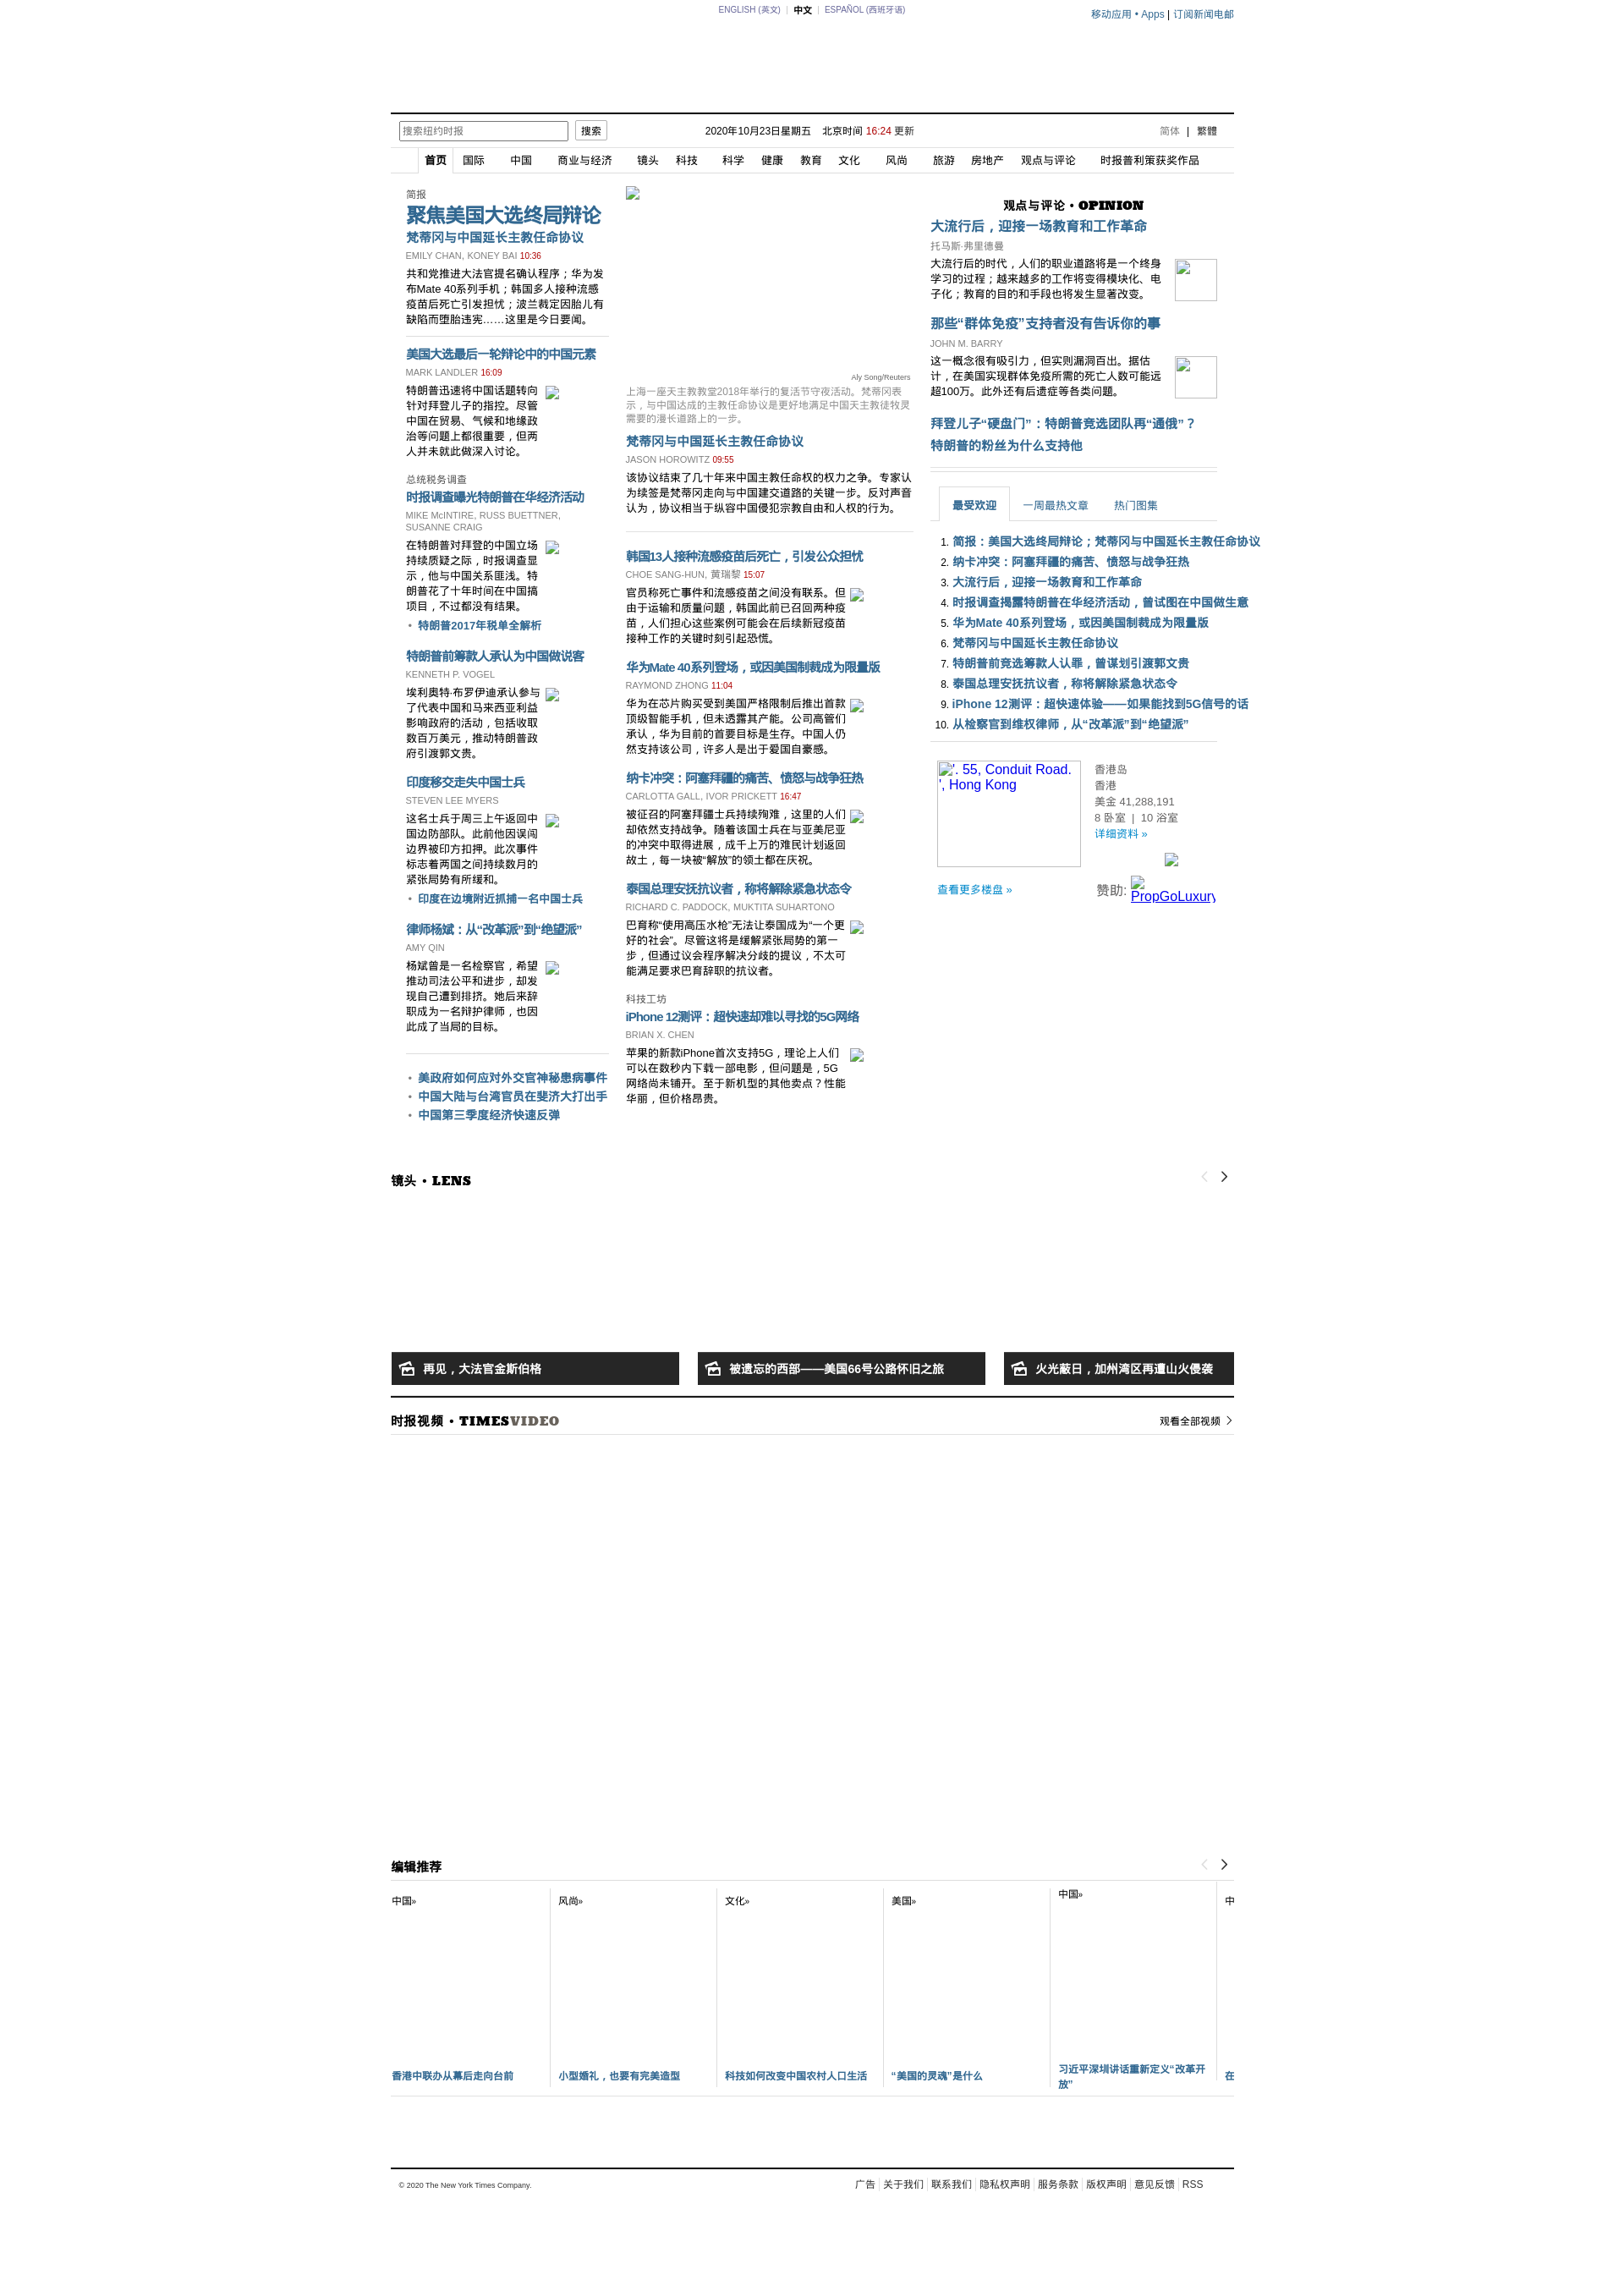 ENGLISH (英文) | 中文 | ESPAÑOL (西班牙语)
移动应用 • Apps | 订阅新闻电邮
搜索纽约时报 搜索
2020年10月23日星期五 北京时间 16:24 更新
简体 | 繁體
首页 国际 中国 商业与经济 镜头 科技 科学 健康 教育 文化 风尚 旅游 房地产 观点与评论 时报普利策获奖作品
简报
聚焦美国大选终局辩论
梵蒂冈与中国延长主教任命协议
EMILY CHAN, KONEY BAI 10:36
共和党推进大法官提名确认程序；华为发
布Mate 40系列手机；韩国多人接种流感
疫苗后死亡引发担忧；波兰裁定因胎儿有
缺陷而堕胎违宪……这里是今日要闻。
美国大选最后一轮辩论中的中国元素
MARK LANDLER 16:09
特朗普迅速将中国话题转向
针对拜登儿子的指控。尽管
中国在贸易、气候和地缘政
治等问题上都很重要，但两
人并未就此做深入讨论。
总统税务调查
时报调查曝光特朗普在华经济活动
MIKE McINTIRE, RUSS BUETTNER,
SUSANNE CRAIG
在特朗普对拜登的中国立场
持续质疑之际，时报调查显
示，他与中国关系匪浅。特
朗普花了十年时间在中国搞
项目，不过都没有结果。
• 特朗普2017年税单全解析
特朗普前筹款人承认为中国做说客
KENNETH P. VOGEL
埃利奥特·布罗伊迪承认参与
了代表中国和马来西亚利益
影响政府的活动，包括收取
数百万美元，推动特朗普政
府引渡郭文贵。
印度移交走失中国士兵
STEVEN LEE MYERS
这名士兵于周三上午返回中
国边防部队。此前他因误闯
边界被印方扣押。此次事件
标志着两国之间持续数月的
紧张局势有所缓和。
• 印度在边境附近抓捕一名中国士兵
律师杨斌：从“改革派”到“绝望派”
AMY QIN
杨斌曾是一名检察官，希望
推动司法公平和进步，却发
现自己遭到排挤。她后来辞
职成为一名辩护律师，也因
此成了当局的目标。
• 美政府如何应对外交官神秘患病事件
• 中国大陆与台湾官员在斐济大打出手
• 中国第三季度经济快速反弹
Aly Song/Reuters
上海一座天主教教堂2018年举行的复活节守夜活动。梵蒂冈表
示，与中国达成的主教任命协议是更好地满足中国天主教徒牧灵
需要的漫长道路上的一步。
梵蒂冈与中国延长主教任命协议
JASON HOROWITZ 09:55
该协议结束了几十年来中国主教任命权的权力之争。专家认
为续签是梵蒂冈走向与中国建交道路的关键一步。反对声音
认为，协议相当于纵容中国侵犯宗教自由和人权的行为。
韩国13人接种流感疫苗后死亡，引发公众担忧
CHOE SANG-HUN, 黄瑞黎 15:07
官员称死亡事件和流感疫苗之间没有联系。但
由于运输和质量问题，韩国此前已召回两种疫
苗，人们担心这些案例可能会在后续新冠疫苗
接种工作的关键时刻引起恐慌。
华为Mate 40系列登场，或因美国制裁成为限量版
RAYMOND ZHONG 11:04
华为在芯片购买受到美国严格限制后推出首款
顶级智能手机，但未透露其产能。公司高管们
承认，华为目前的首要目标是生存。中国人仍
然支持该公司，许多人是出于爱国自豪感。
纳卡冲突：阿塞拜疆的痛苦、愤怒与战争狂热
CARLOTTA GALL, IVOR PRICKETT 16:47
被征召的阿塞拜疆士兵持续殉难，这里的人们
却依然支持战争。随着该国士兵在与亚美尼亚
的冲突中取得进展，成千上万的难民计划返回
故土，每一块被“解放”的领土都在庆祝。
泰国总理安抚抗议者，称将解除紧急状态令
RICHARD C. PADDOCK, MUKTITA SUHARTONO
巴育称“使用高压水枪”无法让泰国成为“一个更
好的社会”。尽管这将是缓解紧张局势的第一
步，但通过议会程序解决分歧的提议，不太可
能满足要求巴育辞职的抗议者。
科技工坊
iPhone 12测评：超快速却难以寻找的5G网络
BRIAN X. CHEN
苹果的新款iPhone首次支持5G，理论上人们
可以在数秒内下载一部电影，但问题是，5G
网络尚未铺开。至于新机型的其他卖点？性能
华丽，但价格昂贵。
观点与评论 • OPINION
大流行后，迎接一场教育和工作革命
托马斯·弗里德曼
大流行后的时代，人们的职业道路将是一个终身
学习的过程；越来越多的工作将变得模块化、电
子化；教育的目的和手段也将发生显著改变。
那些“群体免疫”支持者没有告诉你的事
JOHN M. BARRY
这一概念很有吸引力，但实则漏洞百出。据估
计，在美国实现群体免疫所需的死亡人数可能远
超100万。此外还有后遗症等各类问题。
拜登儿子“硬盘门”：特朗普竞选团队再“通俄”？
特朗普的粉丝为什么支持他
最受欢迎 一周最热文章 热门图集
1. 简报：美国大选终局辩论；梵蒂冈与中国延长主教任命协议
2. 纳卡冲突：阿塞拜疆的痛苦、愤怒与战争狂热
3. 大流行后，迎接一场教育和工作革命
4. 时报调查揭露特朗普在华经济活动，曾试图在中国做生意
5. 华为Mate 40系列登场，或因美国制裁成为限量版
6. 梵蒂冈与中国延长主教任命协议
7. 特朗普前竞选筹款人认罪，曾谋划引渡郭文贵
8. 泰国总理安抚抗议者，称将解除紧急状态令
9. iPhone 12测评：超快速体验——如果能找到5G信号的话
10. 从检察官到维权律师，从“改革派”到“绝望派”
'. 55, Conduit Road.
', Hong Kong
香港岛
香港
美金 41,288,191
8 卧室 | 10 浴室
详细资料 »
查看更多楼盘 »
赞助: PropGoLuxury
镜头 • LENS
再见，大法官金斯伯格
被遗忘的西部——美国66号公路怀旧之旅
火光蔽日，加州湾区再遭山火侵袭
时报视频 • TIMESVIDEO
观看全部视频
编辑推荐
中国» 风尚» 文化» 美国» 中国» 中
香港中联办从幕后走向台前
小型婚礼，也要有完美造型
科技如何改变中国农村人口生活
“美国的灵魂”是什么
习近平深圳讲话重新定义“改革开
放”
在
© 2020 The New York Times Company.
广告 关于我们 联系我们 隐私权声明 服务条款 版权声明 意见反馈 RSS